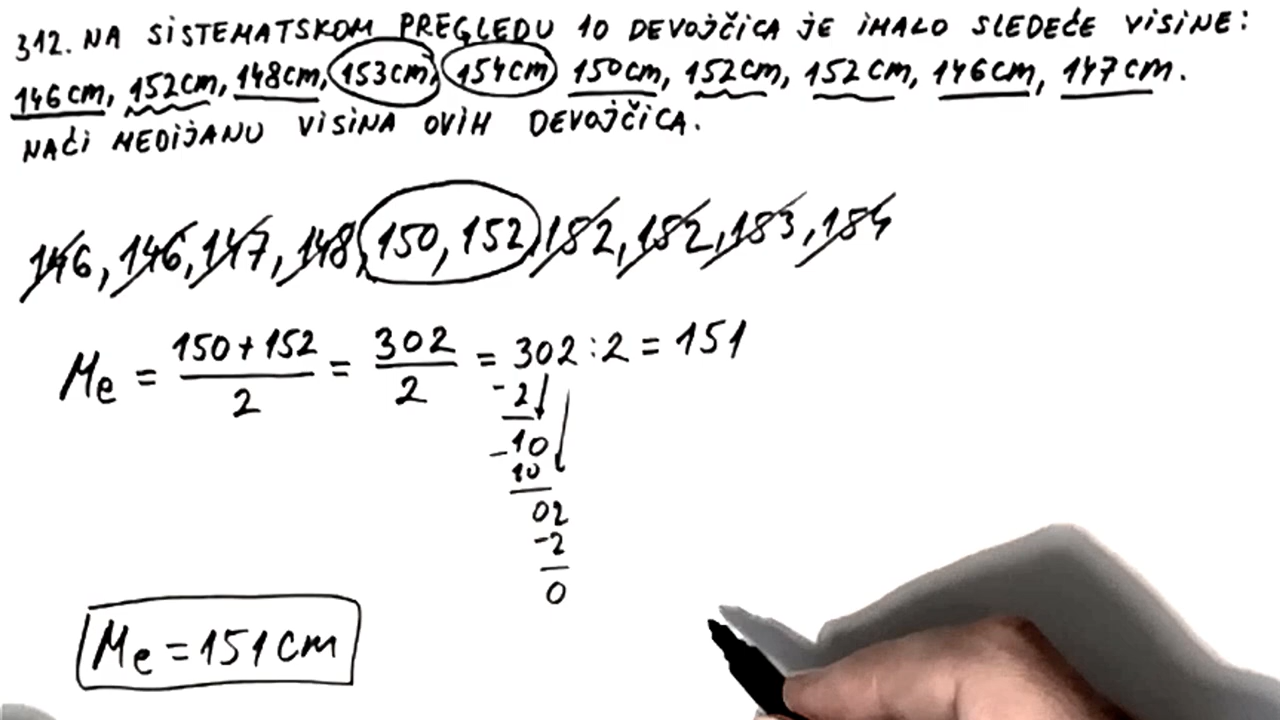 312. NA SISTEMATSKOM PREGLEDU 10 DEVOJČICA JE IMALO SLEDEĆE VISINE:
146cm, 152cm, 148cm, 153cm, 154cm 150cm, 152cm, 152cm, 146cm, 147cm.
NAĆI MEDIJANU VISINA OVIH DEVOJČICA.
146, 146, 147, 148, 150, 152, 152, 152, 153, 154
Me = 150+152 / 2 = 302 / 2 = 302 : 2 = 151
-2
-10
10
02
-2
0
Me = 151cm